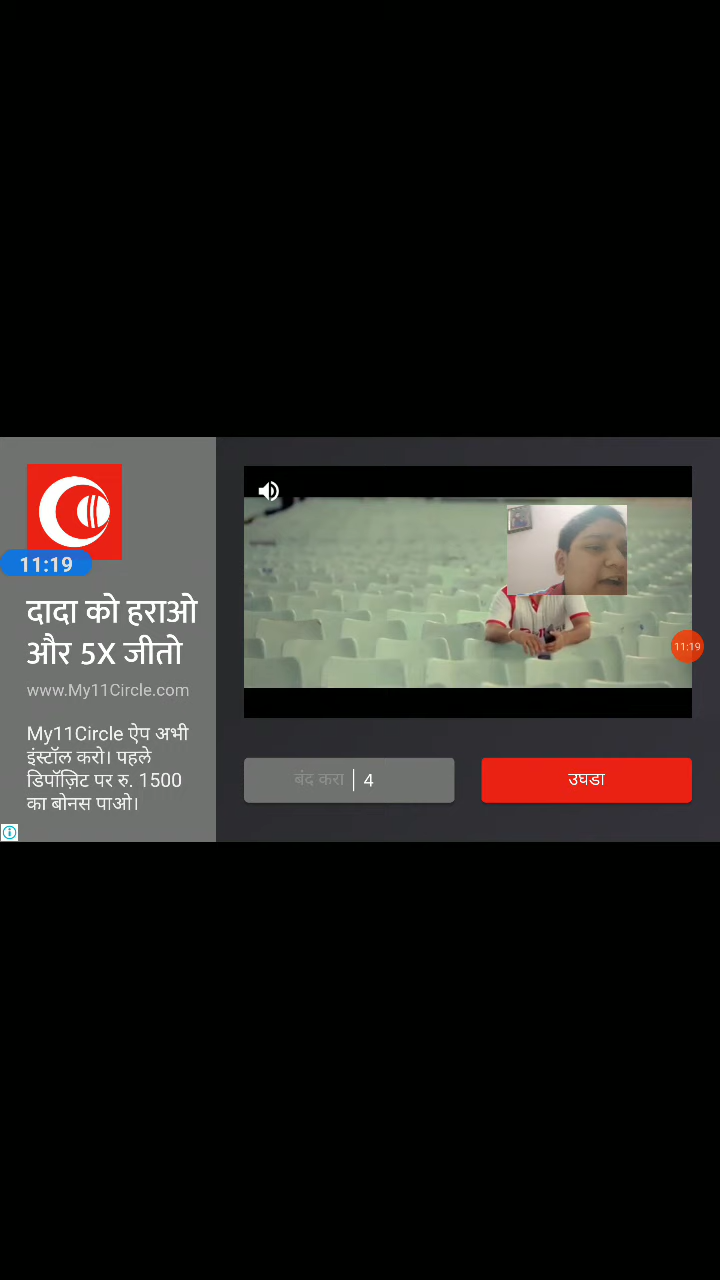 11:19
दादा को हराओ
और 5X जीतो
www.My11Circle.com
My11Circle ऐप अभी
इंस्टॉल करो। पहले
डिपॉज़िट पर रु. 1500
का बोनस पाओ।
11:19
बंद करा | 4
उघडा